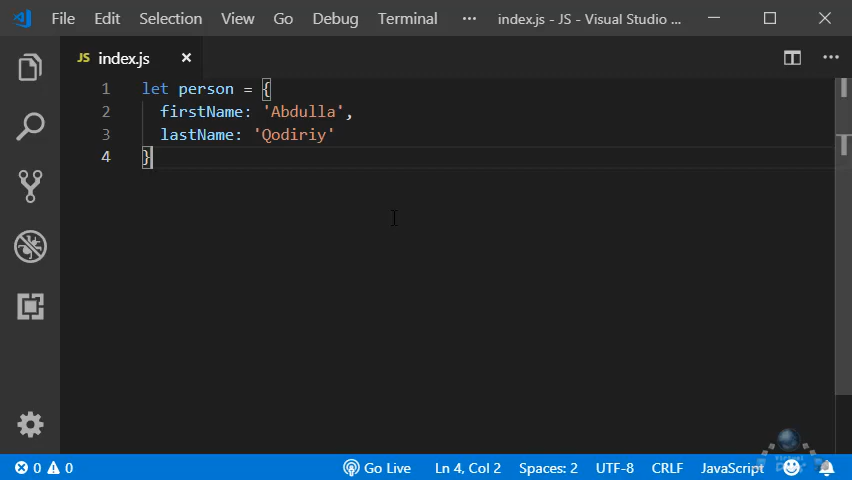 File Edit Selection View Go Debug Terminal ··· index.js - JS - Visual Studio ...
JS index.js
1 let person = {
2 firstName: 'Abdulla',
3 lastName: 'Qodiriy'
4 }
0 0 Go Live Ln 4, Col 2 Spaces: 2 UTF-8 CRLF JavaScript